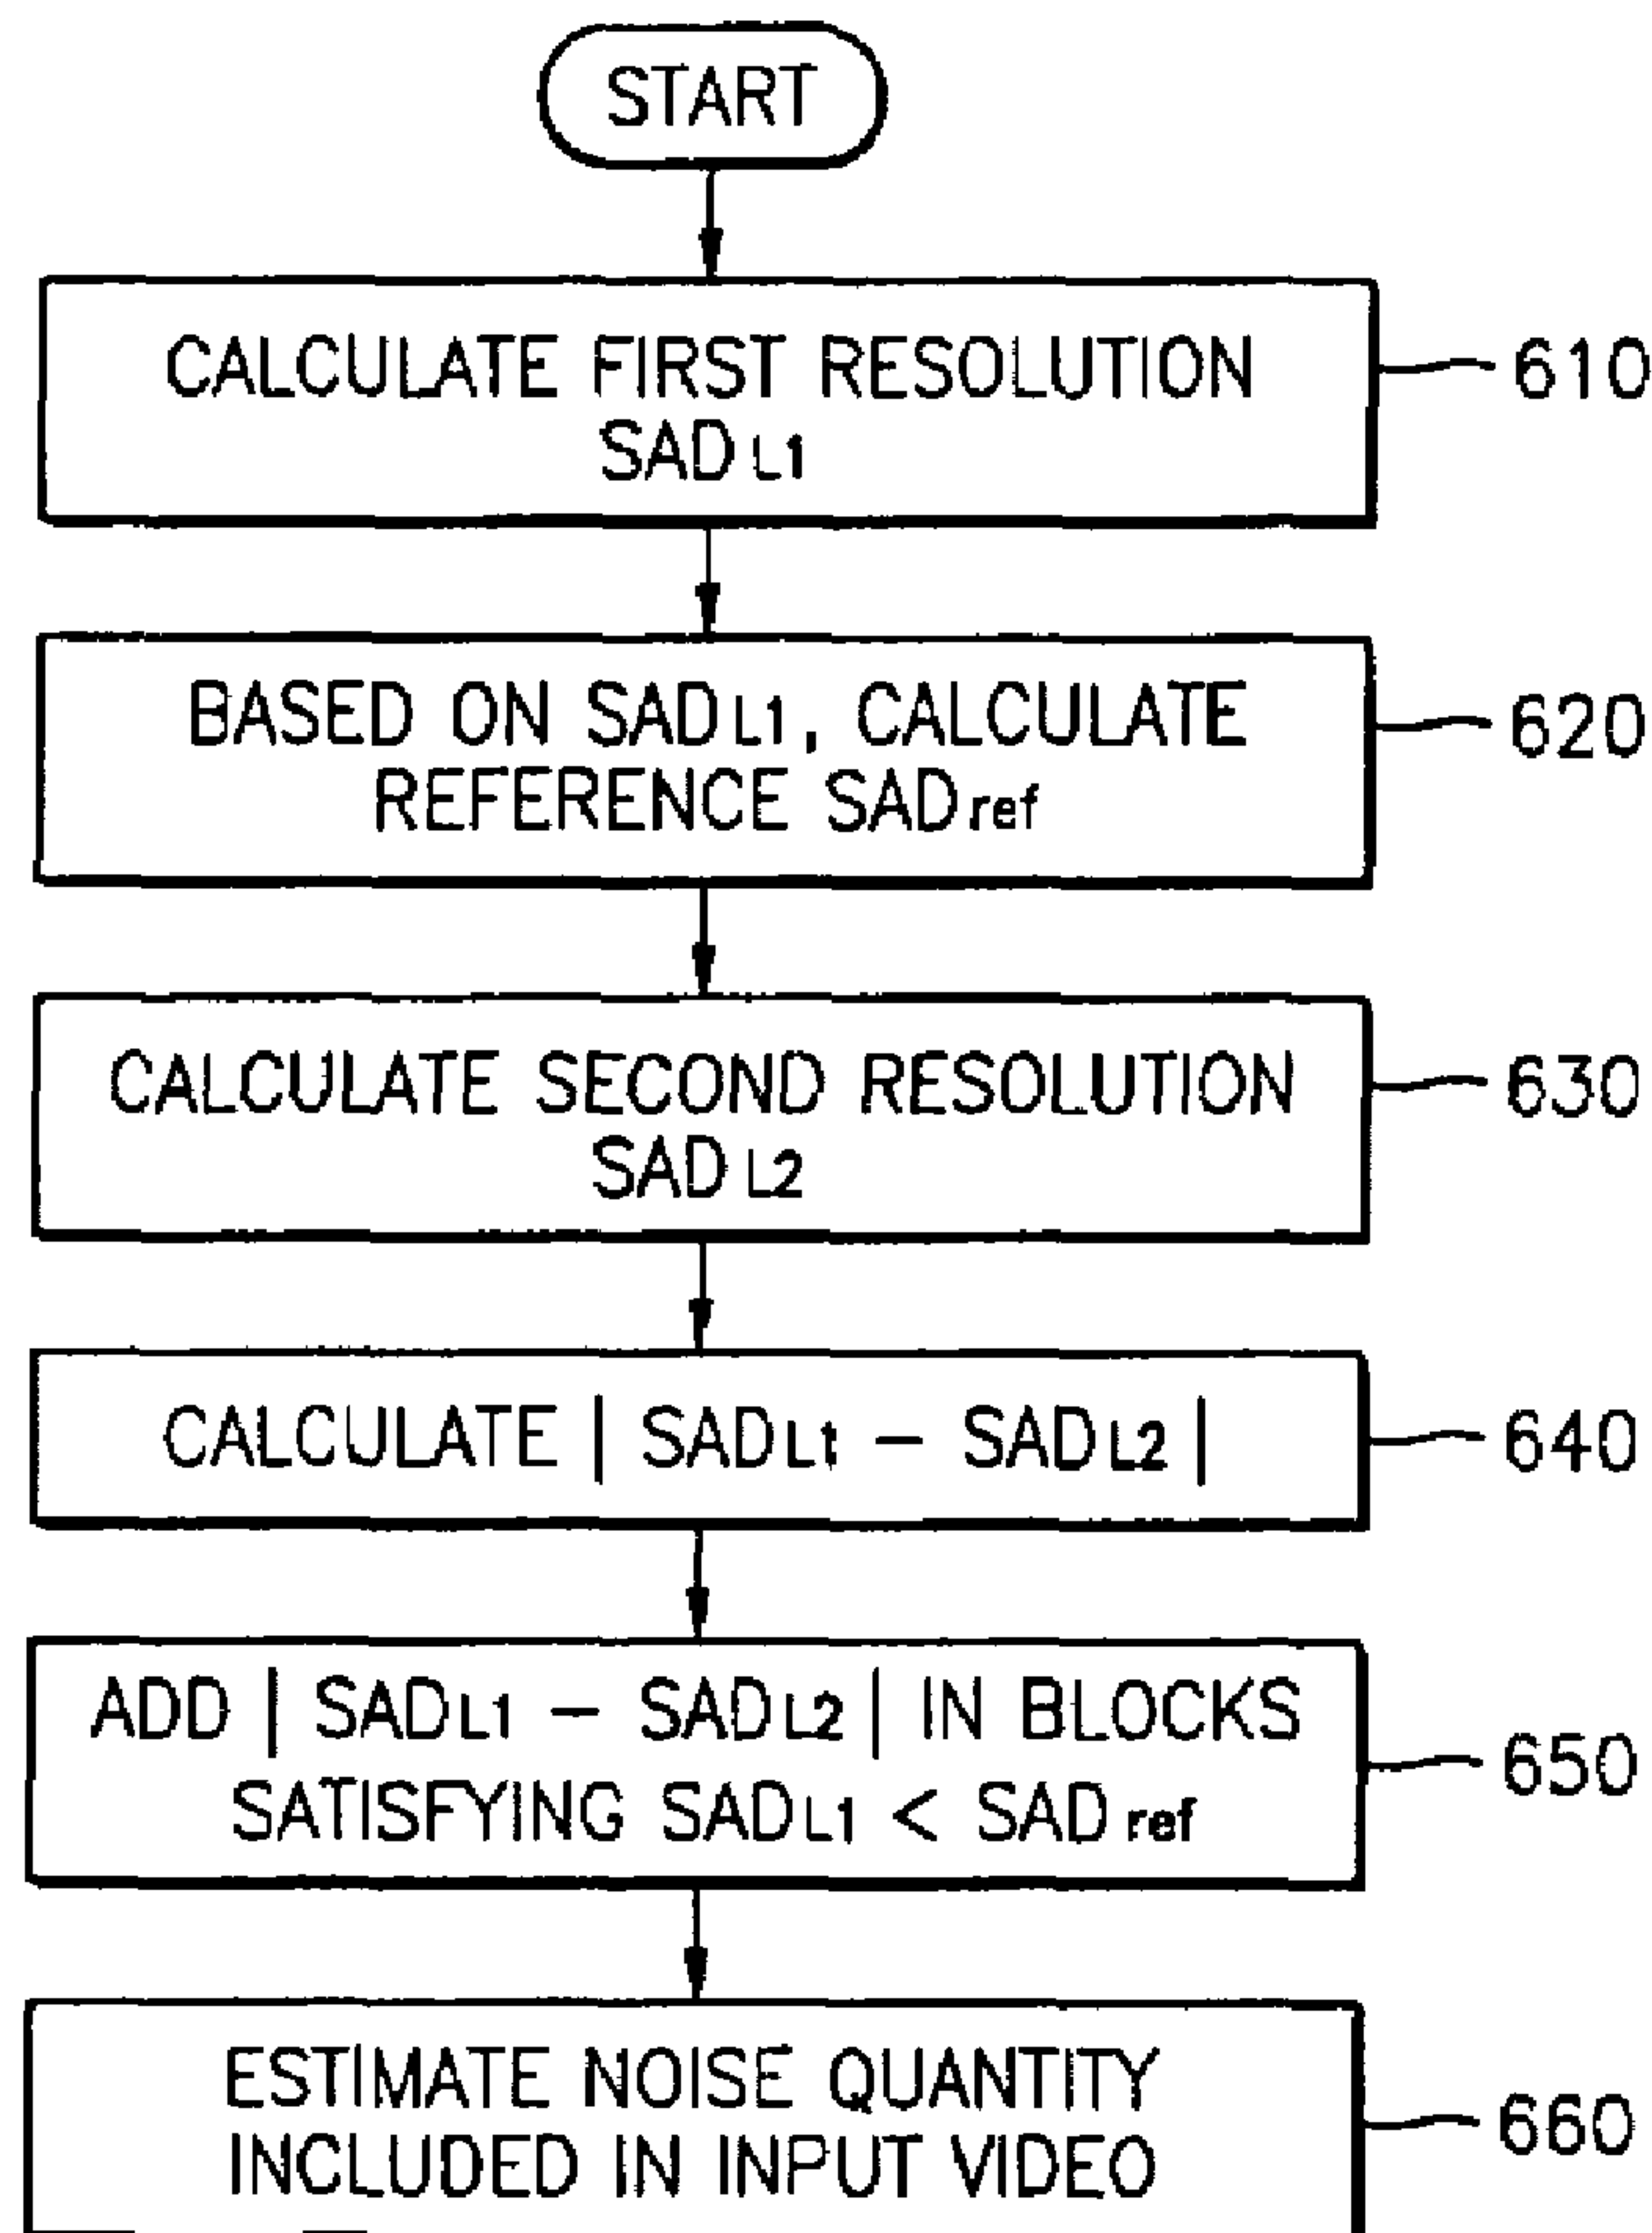 START
CALCULATE FIRST RESOLUTION
SAD L1
610
BASED ON SAD L1, CALCULATE
REFERENCE SAD ref
620
CALCULATE SECOND RESOLUTION
SAD L2
630
CALCULATE | SAD L1 - SAD L2 |
640
ADD | SAD L1 - SAD L2 | IN BLOCKS
SATISFYING SAD L1 < SAD ref
650
ESTIMATE NOISE QUANTITY
INCLUDED IN INPUT VIDEO
660